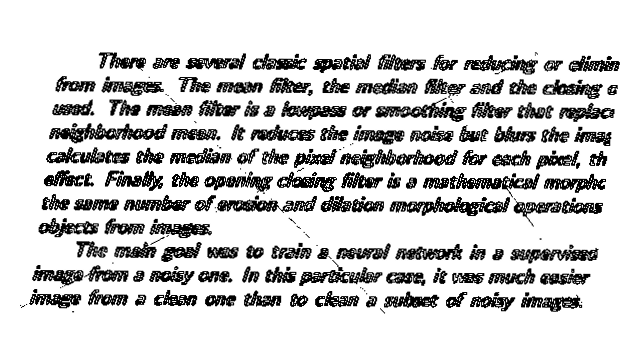 There are several classic spatial filters for reducing or elimin
from images. The mean filter, the median filter and the closing o
used. The mean filter is a lowpass or smoothing filter that replace
neighborhood mean. It reduces the image noise but blurs the imag
calculates the median of the pixel neighborhood for each pixel, th
effect. Finally, the opening closing filter is a mathematical morpho
the same number of erosion and dilation morphological operations
objects from images.
The main goal was to train a neural network in a supervised
image from a noisy one. In this particular case, it was much easier
image from a clean one than to clean a subset of noisy images.